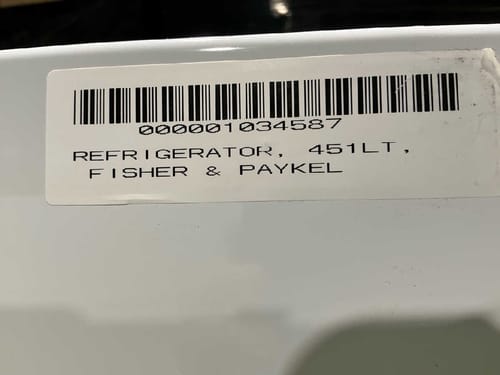 000001034587
REFRIGERATOR, 451LT,
FISHER & PAYKEL